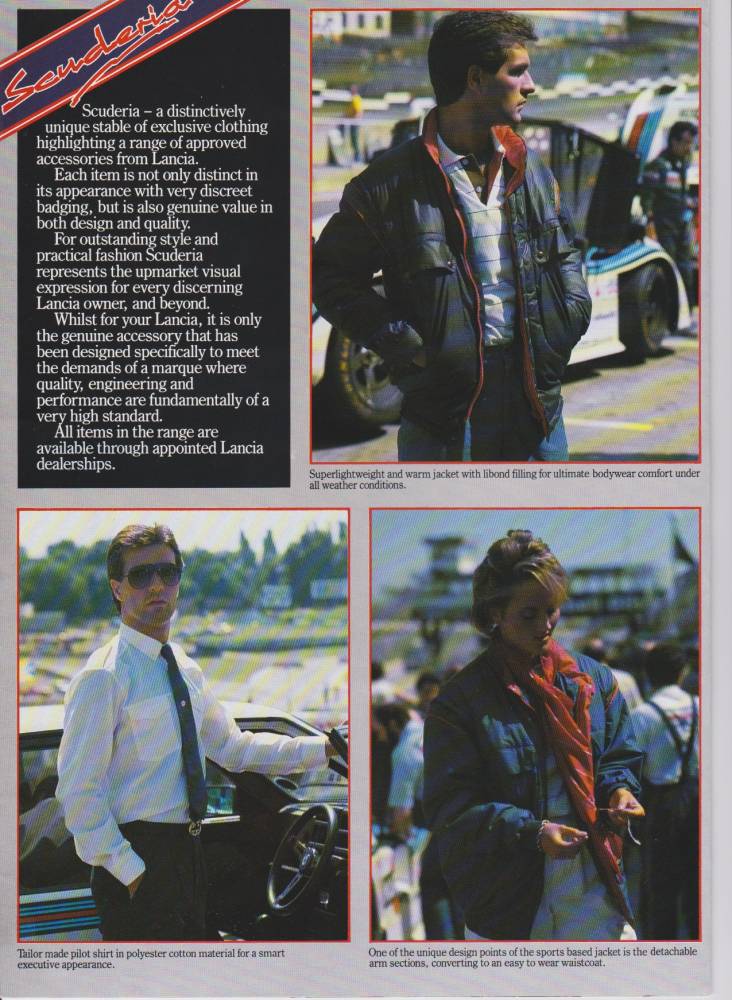 Scuderia
Scuderia – a distinctively
unique stable of exclusive clothing
highlighting a range of approved
accessories from Lancia.
Each item is not only distinct in
its appearance with very discreet
badging, but is also genuine value in
both design and quality.
For outstanding style and
practical fashion Scuderia
represents the upmarket visual
expression for every discerning
Lancia owner, and beyond.
Whilst for your Lancia, it is only
the genuine accessory that has
been designed specifically to meet
the demands of a marque where
quality, engineering and
performance are fundamentally of a
very high standard.
All items in the range are
available through appointed Lancia
dealerships.
Superlightweight and warm jacket with libond filling for ultimate bodywear comfort under
all weather conditions.
Tailor made pilot shirt in polyester cotton material for a smart
executive appearance.
One of the unique design points of the sports based jacket is the detachable
arm sections, converting to an easy to wear waistcoat.